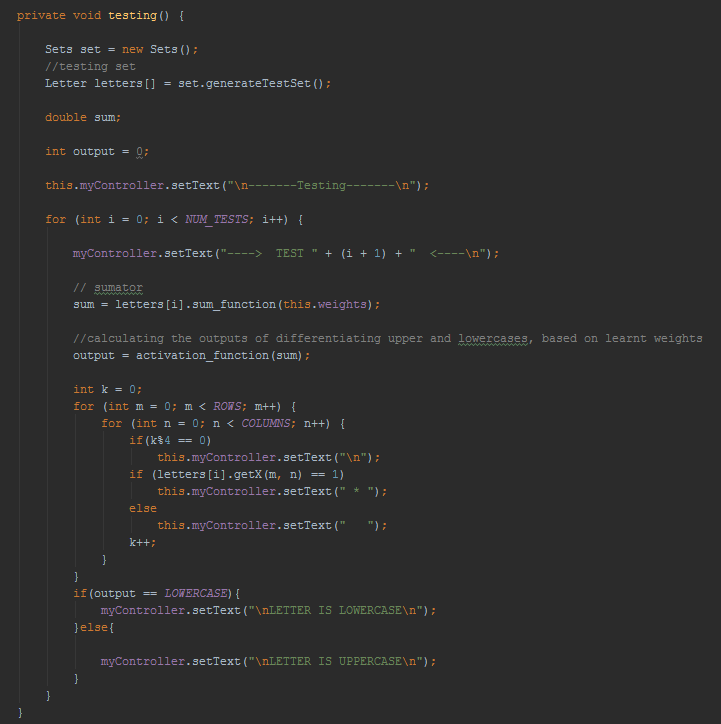 private void testing() {
Sets set = new Sets();
//testing set
Letter letters[] = set.generateTestSet();
double sum;
int output = 0;
this.myController.setText("\n-------Testing-------\n");
for (int i = 0; i < NUM_TESTS; i++) {
myController.setText("---->  TEST " + (i + 1) + "  <----\n");
// sumator
sum = letters[i].sum_function(this.weights);
//calculating the outputs of differentiating upper and lowercases, based on learnt weights
output = activation_function(sum);
int k = 0;
for (int m = 0; m < ROWS; m++) {
for (int n = 0; n < COLUMNS; n++) {
if(k%4 == 0)
this.myController.setText("\n");
if (letters[i].getX(m, n) == 1)
this.myController.setText(" * ");
else
this.myController.setText("   ");
k++;
}
}
if(output == LOWERCASE){
myController.setText("\nLETTER IS LOWERCASE\n");
}else{
myController.setText("\nLETTER IS UPPERCASE\n");
}
}
}